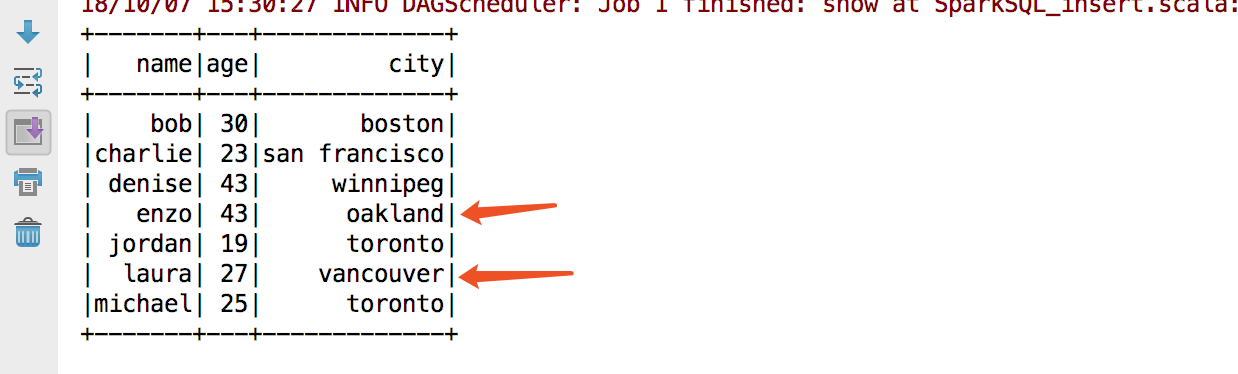 18/10/07 15:30:27 INFO DAGScheduler: Job 1 finished: show at SparkSQL_insert.scala:
+-------+---+-------------+
|   name|age|         city|
+-------+---+-------------+
|    bob| 30|       boston|
|charlie| 23|san francisco|
| denise| 43|     winnipeg|
|   enzo| 43|      oakland|
| jordan| 19|      toronto|
|  laura| 27|    vancouver|
|michael| 25|      toronto|
+-------+---+-------------+